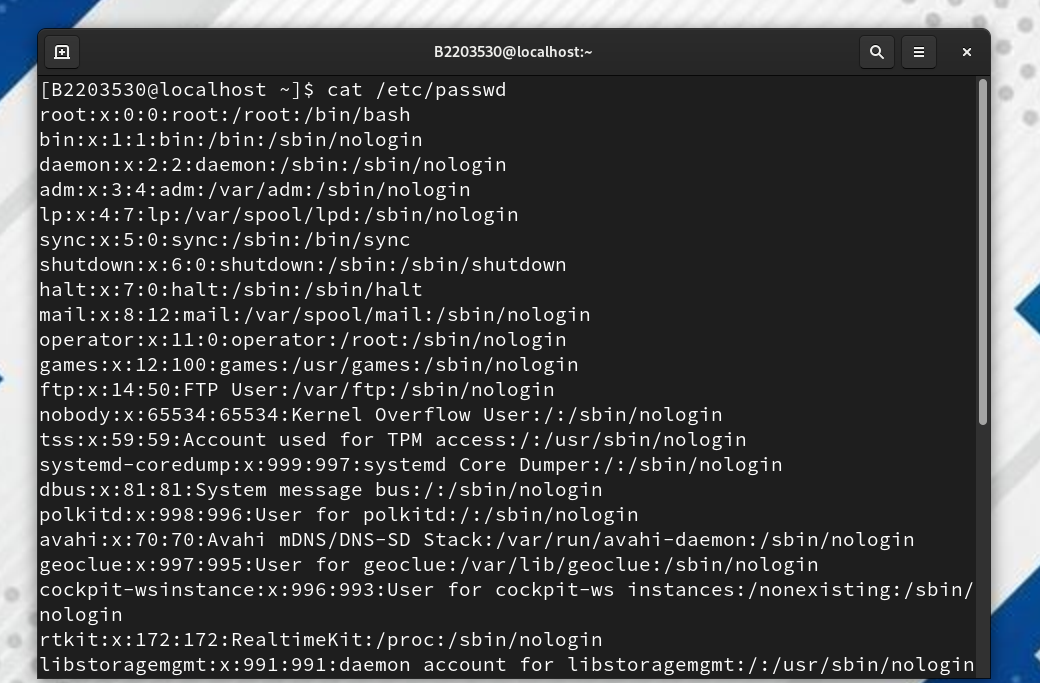 B2203530@localhost:~
[B2203530@localhost ~]$ cat /etc/passwd
root:x:0:0:root:/root:/bin/bash
bin:x:1:1:bin:/bin:/sbin/nologin
daemon:x:2:2:daemon:/sbin:/sbin/nologin
adm:x:3:4:adm:/var/adm:/sbin/nologin
lp:x:4:7:lp:/var/spool/lpd:/sbin/nologin
sync:x:5:0:sync:/sbin:/bin/sync
shutdown:x:6:0:shutdown:/sbin:/sbin/shutdown
halt:x:7:0:halt:/sbin:/sbin/halt
mail:x:8:12:mail:/var/spool/mail:/sbin/nologin
operator:x:11:0:operator:/root:/sbin/nologin
games:x:12:100:games:/usr/games:/sbin/nologin
ftp:x:14:50:FTP User:/var/ftp:/sbin/nologin
nobody:x:65534:65534:Kernel Overflow User:/:/sbin/nologin
tss:x:59:59:Account used for TPM access:/:/usr/sbin/nologin
systemd-coredump:x:999:997:systemd Core Dumper:/:/sbin/nologin
dbus:x:81:81:System message bus:/:/sbin/nologin
polkitd:x:998:996:User for polkitd:/:/sbin/nologin
avahi:x:70:70:Avahi mDNS/DNS-SD Stack:/var/run/avahi-daemon:/sbin/nologin
geoclue:x:997:995:User for geoclue:/var/lib/geoclue:/sbin/nologin
cockpit-wsinstance:x:996:993:User for cockpit-ws instances:/nonexisting:/sbin/
nologin
rtkit:x:172:172:RealtimeKit:/proc:/sbin/nologin
libstoragemgmt:x:991:991:daemon account for libstoragemgmt:/:/usr/sbin/nologin